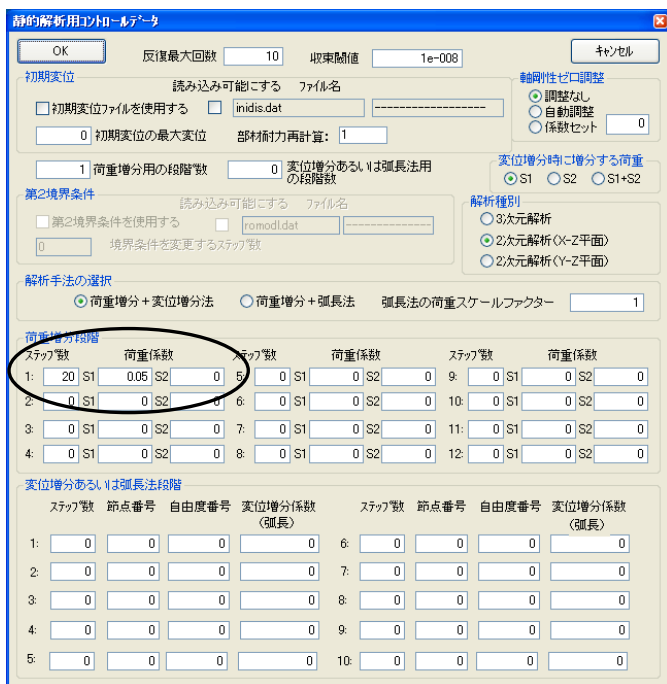 静的解析用コントロールデータ
OK 反復最大回数 10 収束閾値 1e-008 キャンセル
初期変位 軸剛性ゼロ調整
読み込み可能にする ファイル名 調整なし
初期変位ファイルを使用する inidis.dat ------------------ 自動調整
0 初期変位の最大変位 部材耐力再計算: 1 係数セット 0
1 荷重増分用の段階数 0 変位増分あるいは弧長法用の段階数 変位増分時に増分する荷重
S1 S2 S1+S2
第2境界条件 解析種別
読み込み可能にする ファイル名 3次元解析
第2境界条件を使用する romodl.dat --------------
2次元解析(X-Z平面)
0 境界条件を変更するステップ数 2次元解析(Y-Z平面)
解析手法の選択
荷重増分+変位増分法 荷重増分+弧長法 弧長法の荷重スケールファクター 1
荷重増分段階
ステップ数 荷重係数 ステップ数 荷重係数 ステップ数 荷重係数
1: 20 S1 0.05 S2 0 5: 0 S1 0 S2 0 9: 0 S1 0 S2 0
2: 0 S1 0 S2 0 6: 0 S1 0 S2 0 10: 0 S1 0 S2 0
3: 0 S1 0 S2 0 7: 0 S1 0 S2 0 11: 0 S1 0 S2 0
4: 0 S1 0 S2 0 8: 0 S1 0 S2 0 12: 0 S1 0 S2 0
変位増分あるいは弧長法段階
ステップ数 節点番号 自由度番号 変位増分係数 ステップ数 節点番号 自由度番号 変位増分係数
(弧長) (弧長)
1: 0 0 0 0 6: 0 0 0 0
2: 0 0 0 0 7: 0 0 0 0
3: 0 0 0 0 8: 0 0 0 0
4: 0 0 0 0 9: 0 0 0 0
5: 0 0 0 0 10: 0 0 0 0